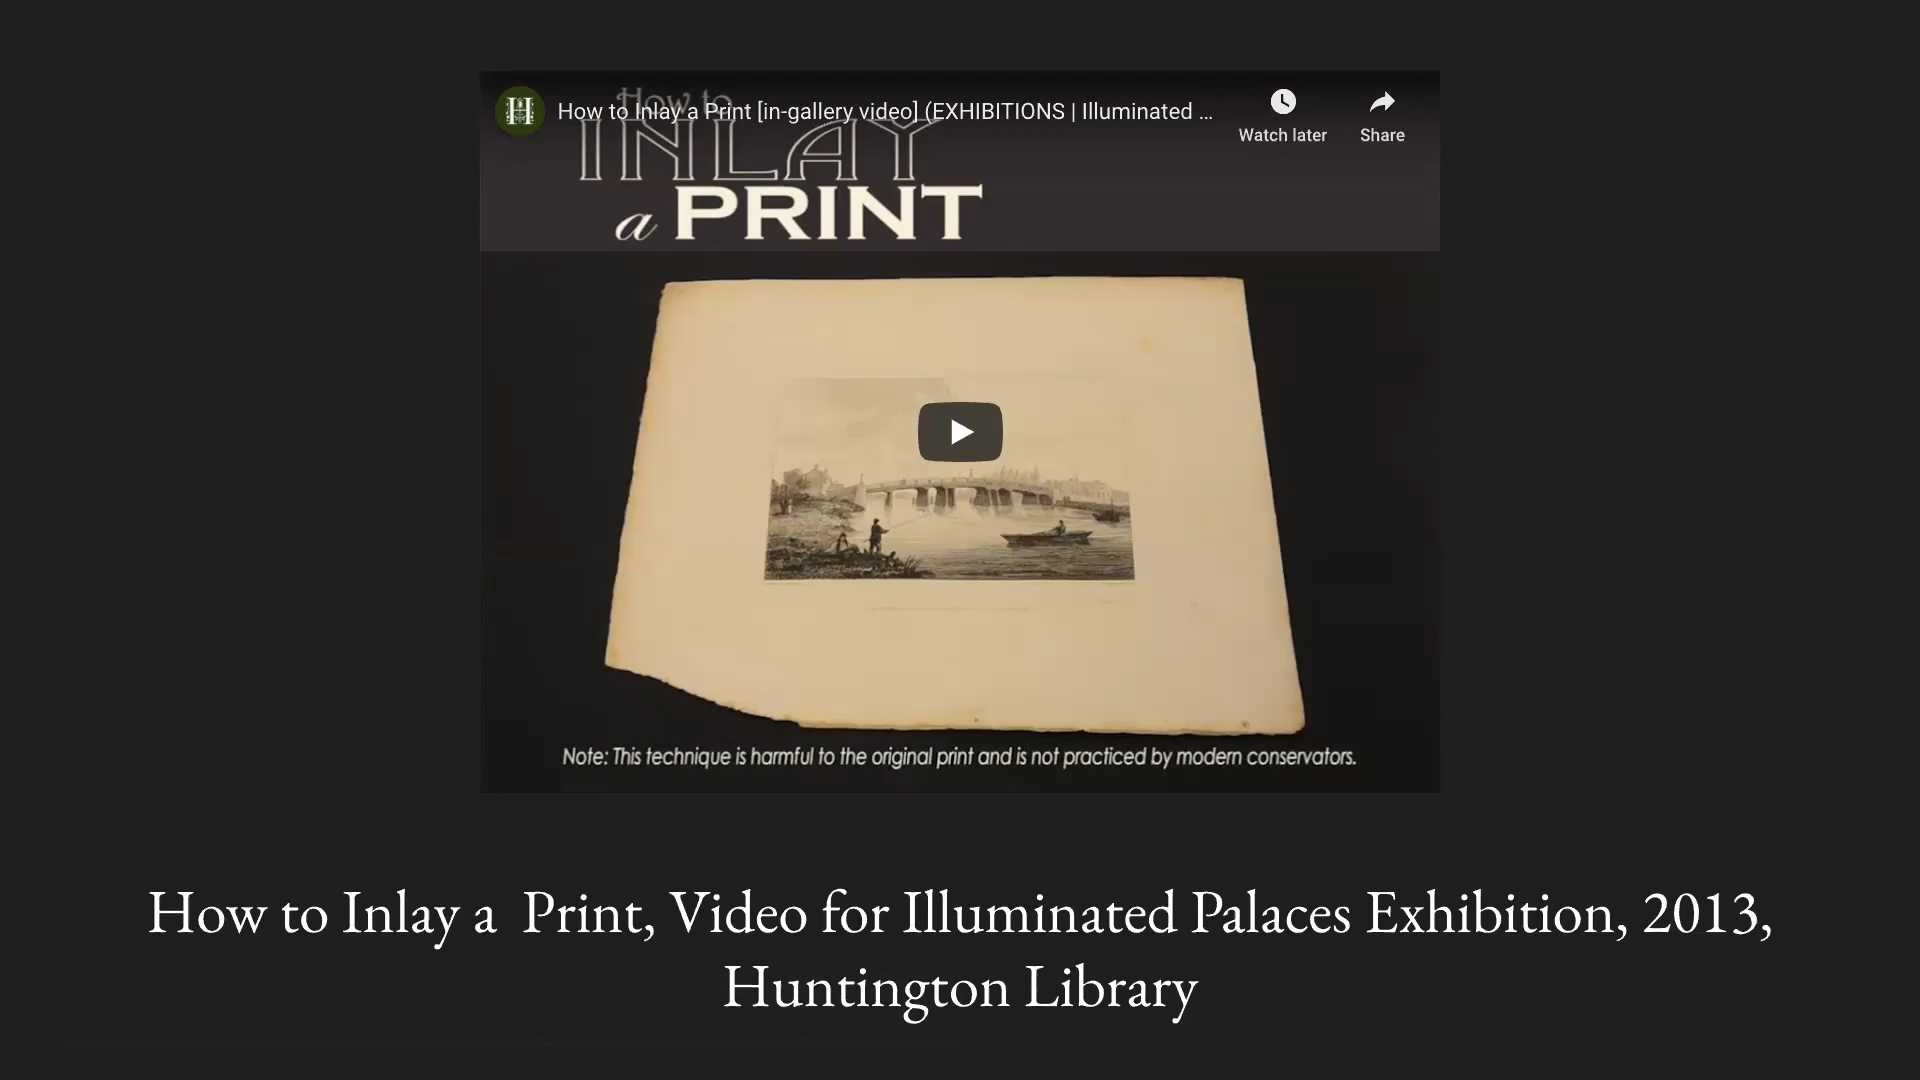 H
How to Inlay a Print [in-gallery video] (EXHIBITIONS | Illuminated ...
Watch later
Share
How to
INLAY
a PRINT
Note: This technique is harmful to the original print and is not practiced by modern conservators.
How to Inlay a  Print, Video for Illuminated Palaces Exhibition, 2013,
Huntington Library